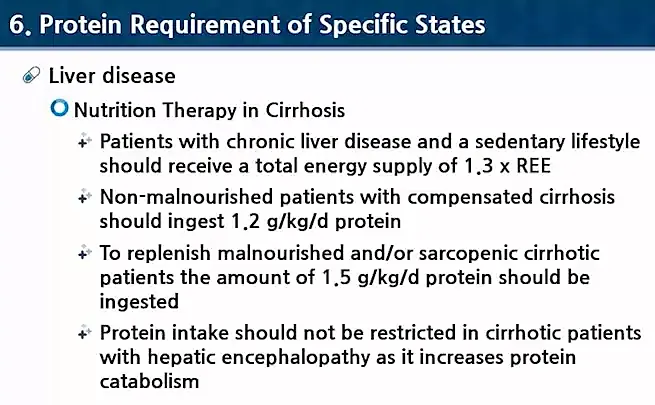 6. Protein Requirement of Specific States
Liver disease
Nutrition Therapy in Cirrhosis
Patients with chronic liver disease and a sedentary lifestyle
should receive a total energy supply of 1.3 x REE
Non-malnourished patients with compensated cirrhosis
should ingest 1.2 g/kg/d protein
To replenish malnourished and/or sarcopenic cirrhotic
patients the amount of 1.5 g/kg/d protein should be
ingested
Protein intake should not be restricted in cirrhotic patients
with hepatic encephalopathy as it increases protein
catabolism